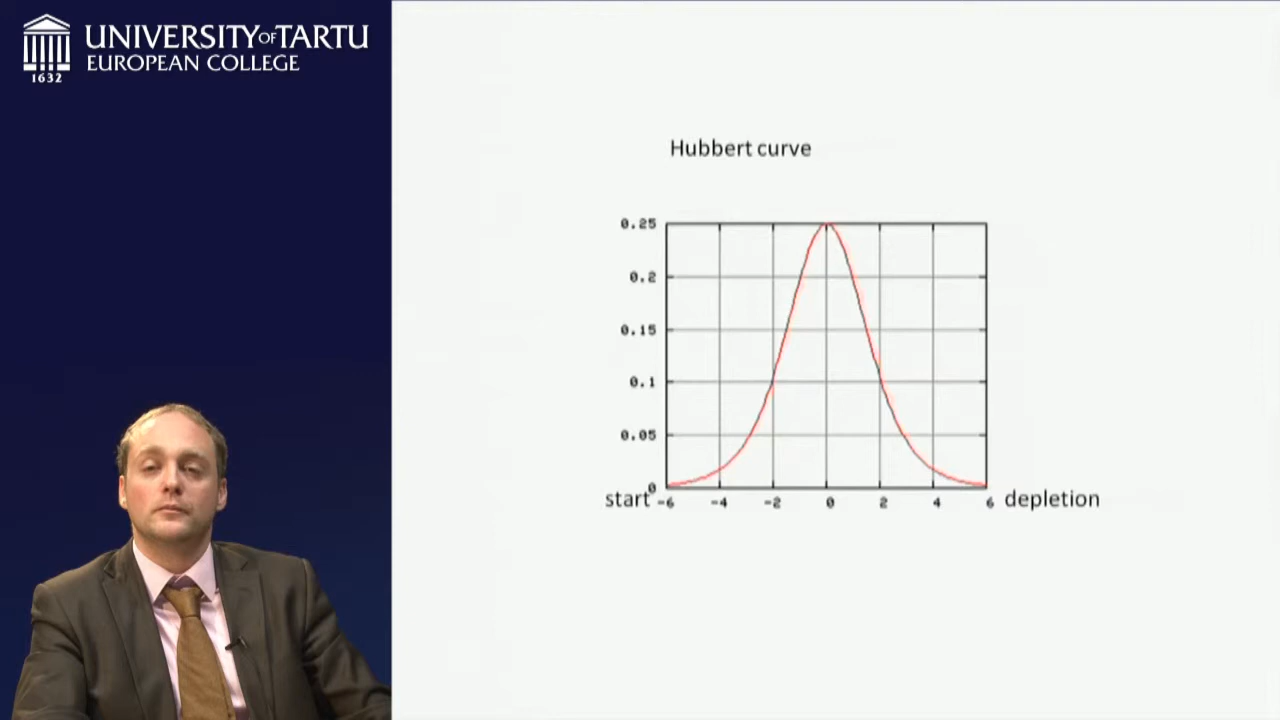 UNIVERSITY OF TARTU
EUROPEAN COLLEGE
1632
Hubbert curve
0.25
0.2
0.15
0.1
0.05
0
start -6 -4 -2 0 2 4 6 depletion